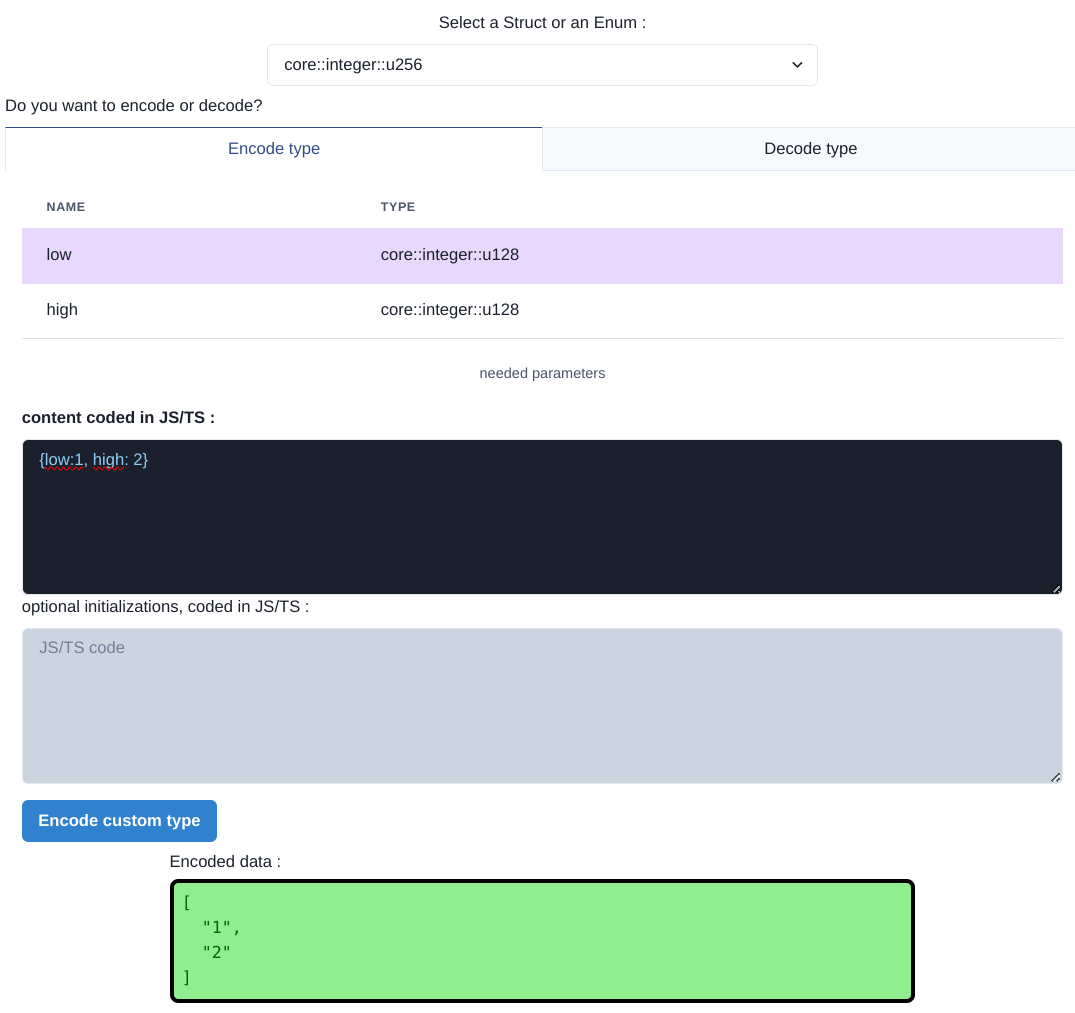 Select a Struct or an Enum :
core::integer::u256
Do you want to encode or decode?
Encode type
Decode type
NAME
TYPE
low
core::integer::u128
high
core::integer::u128
needed parameters
content coded in JS/TS :
{low:1, high: 2}
optional initializations, coded in JS/TS :
JS/TS code
Encode custom type
Encoded data :
[
  "1",
  "2"
]